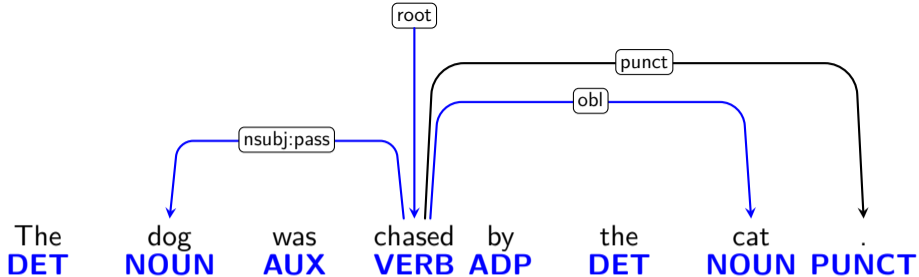 root
punct
obl
nsubj:pass
The dog was chased by the cat .
DET NOUN AUX VERB ADP DET NOUN PUNCT